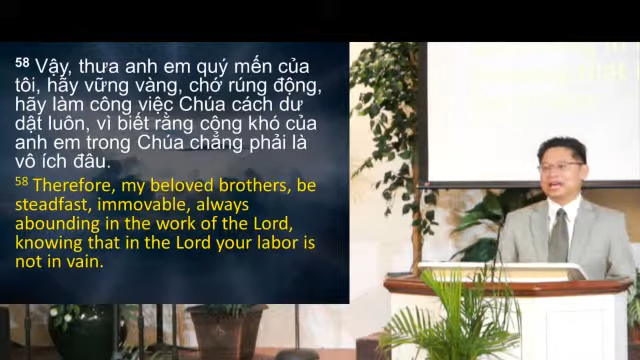 58 Vậy, thưa anh em quý mến của
tôi, hãy vững vàng, chớ rúng động,
hãy làm công việc Chúa cách dư
dật luôn, vì biết rằng công khó của
anh em trong Chúa chẳng phải là
vô ích đâu.
58 Therefore, my beloved brothers, be
steadfast, immovable, always
abounding in the work of the Lord,
knowing that in the Lord your labor is
not in vain.